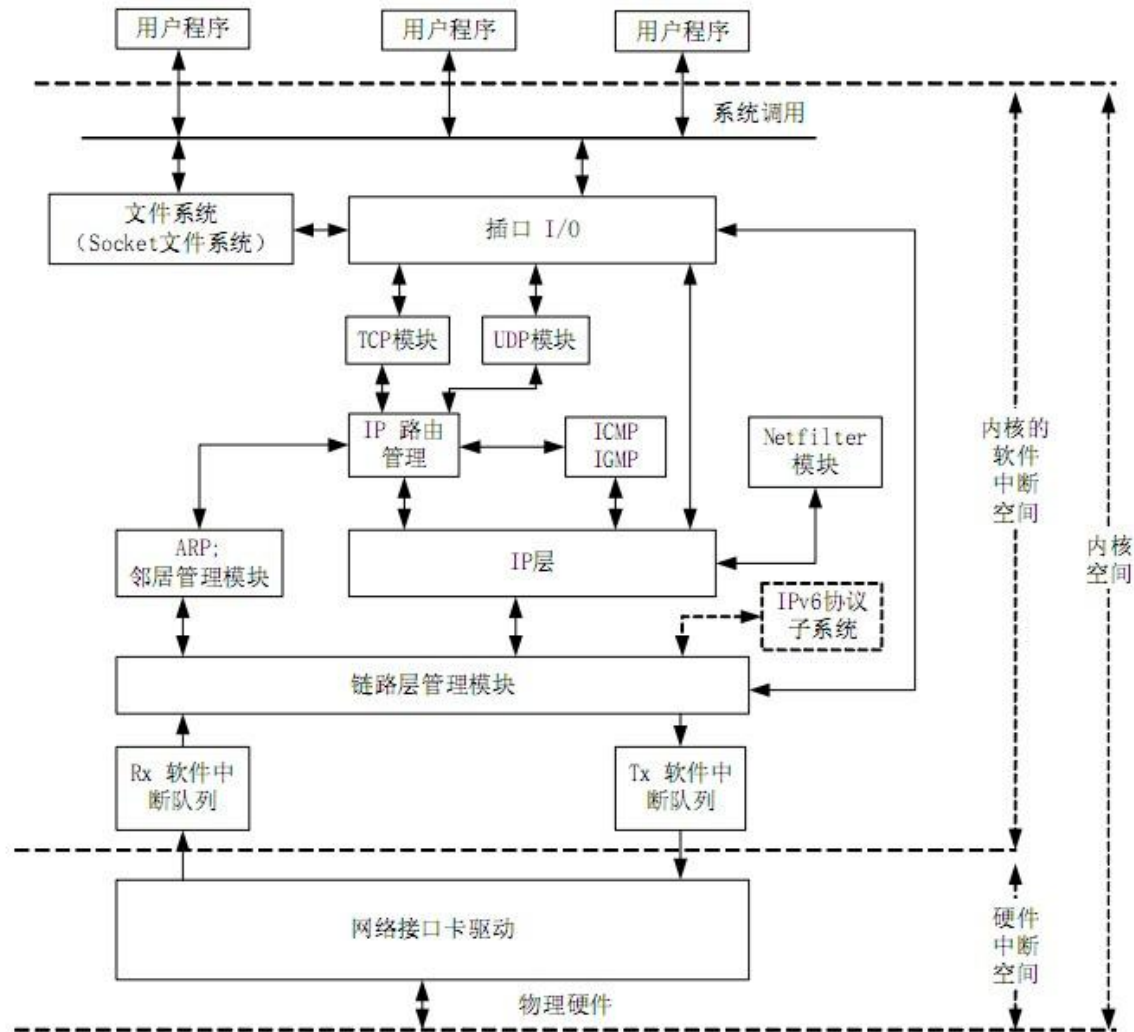 用户程序
用户程序
用户程序
系统调用
文件系统
（Socket文件系统）
插口 I/O
TCP模块
UDP模块
IP 路由
管理
ICMP
IGMP
Netfilter
模块
内核的
软件
中断
空间
内核
空间
ARP;
邻居管理模块
IP层
IPv6协议
子系统
链路层管理模块
Rx 软件中
断队列
Tx 软件中
断队列
网络接口卡驱动
硬件
中断
空间
物理硬件